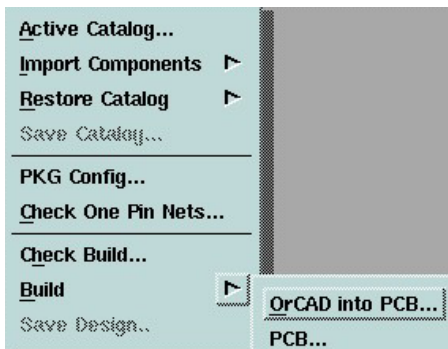 Active Catalog...
Import Components
Restore Catalog
Save Catalog...
PKG Config...
Check One Pin Nets...
Check Build...
Build
OrCAD into PCB...
Save Design..
PCB...